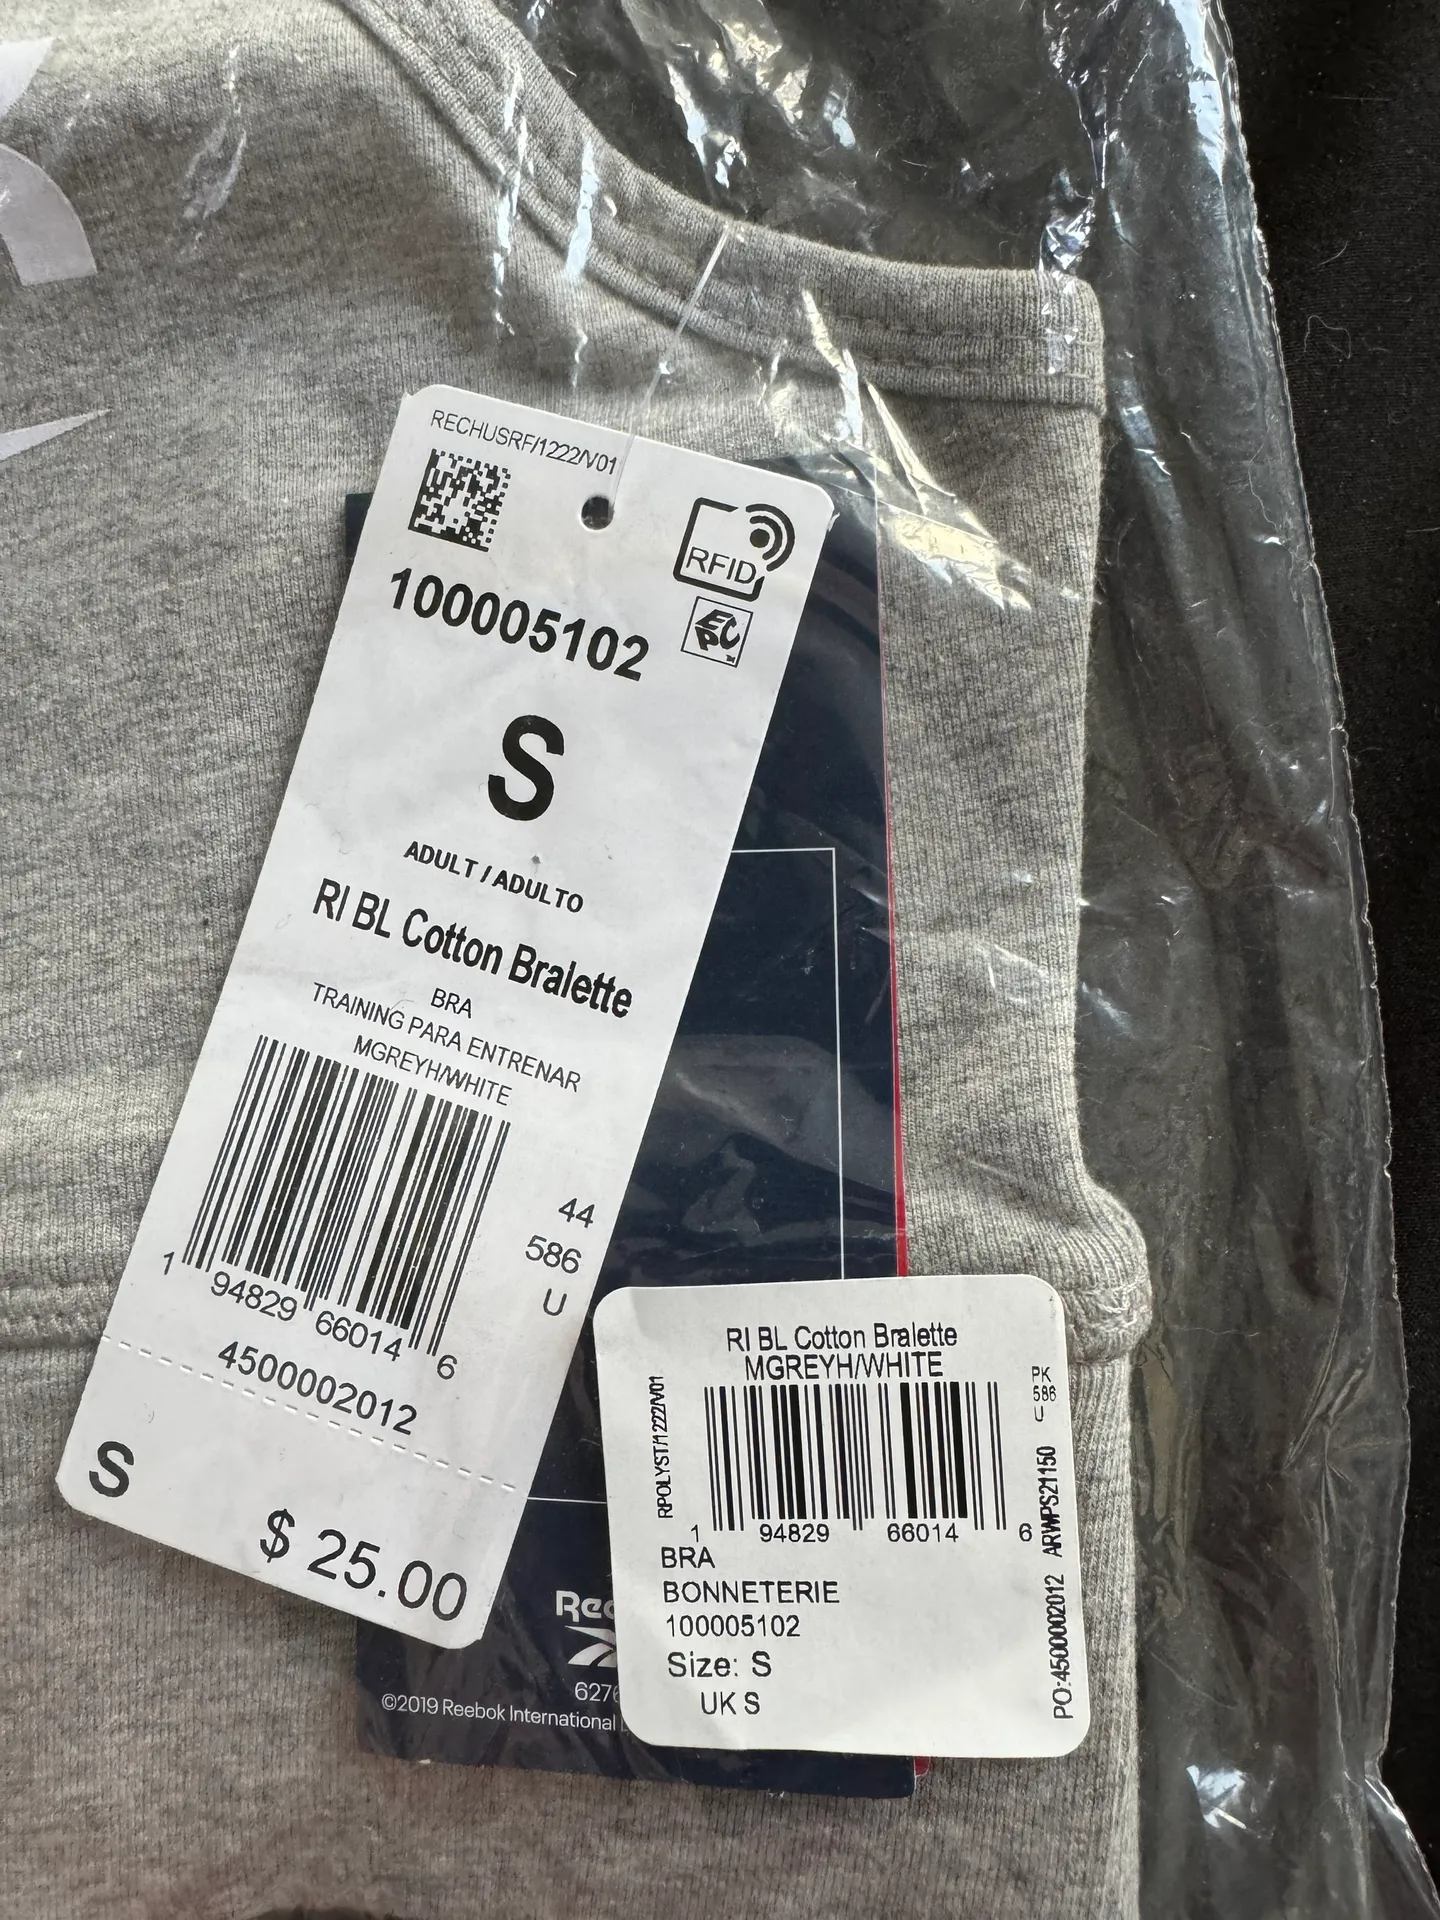 RECHUSRF/1222/V01
RFID
EPC
TM
100005102
S
ADULT / ADULTO
RI BL Cotton Bralette
BRA
TRAINING PARA ENTRENAR
MGREYH/WHITE
44
586
U
1 94829 66014 6
4500002012
S
$ 25.00
RI BL Cotton Bralette
MGREYH/WHITE
PK
586
U
RPOLYST/1222/V01
1 94829 66014 6
BRA
BONNETERIE
100005102
Size: S
UK S
PO:4500002012 ARWPS21150
©2019 Reebok International